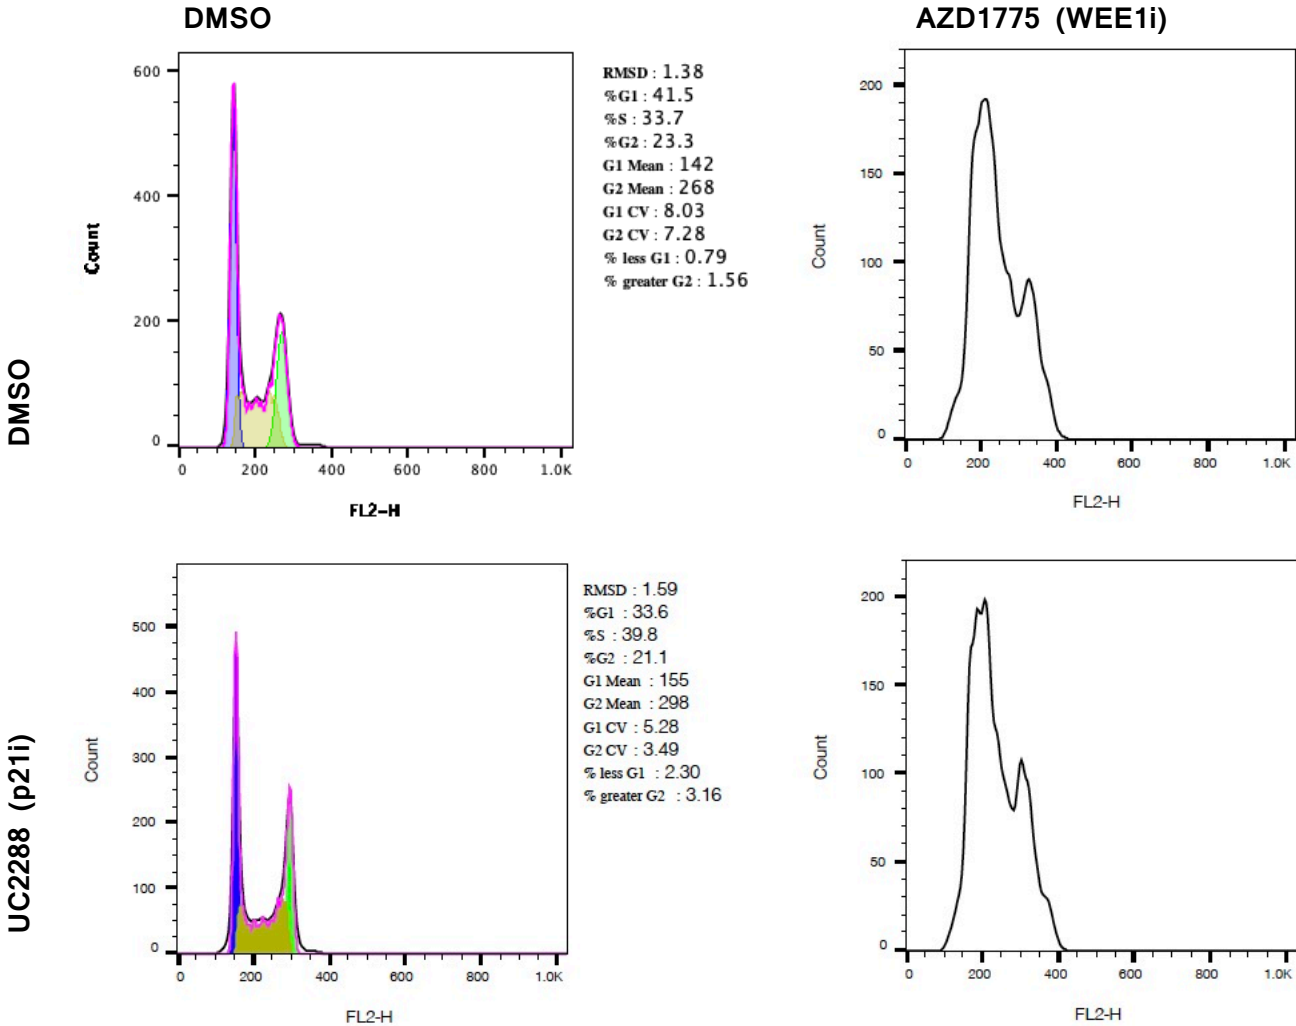 DMSO
AZD1775 (WEE1i)
DMSO
600
400
200
0
Count
0 200 400 600 800 1.0K
FL2-H
RMSD : 1.38
%G1 : 41.5
%S : 33.7
%G2 : 23.3
G1 Mean : 142
G2 Mean : 268
G1 CV : 8.03
G2 CV : 7.28
% less G1 : 0.79
% greater G2 : 1.56
200
150
100
50
0
Count
0 200 400 600 800 1.0K
FL2-H
UC2288 (p21i)
500
400
300
200
100
0
Count
0 200 400 600 800 1.0K
FL2-H
RMSD : 1.59
%G1 : 33.6
%S : 39.8
%G2 : 21.1
G1 Mean : 155
G2 Mean : 298
G1 CV : 5.28
G2 CV : 3.49
% less G1 : 2.30
% greater G2 : 3.16
200
150
100
50
0
Count
0 200 400 600 800 1.0K
FL2-H